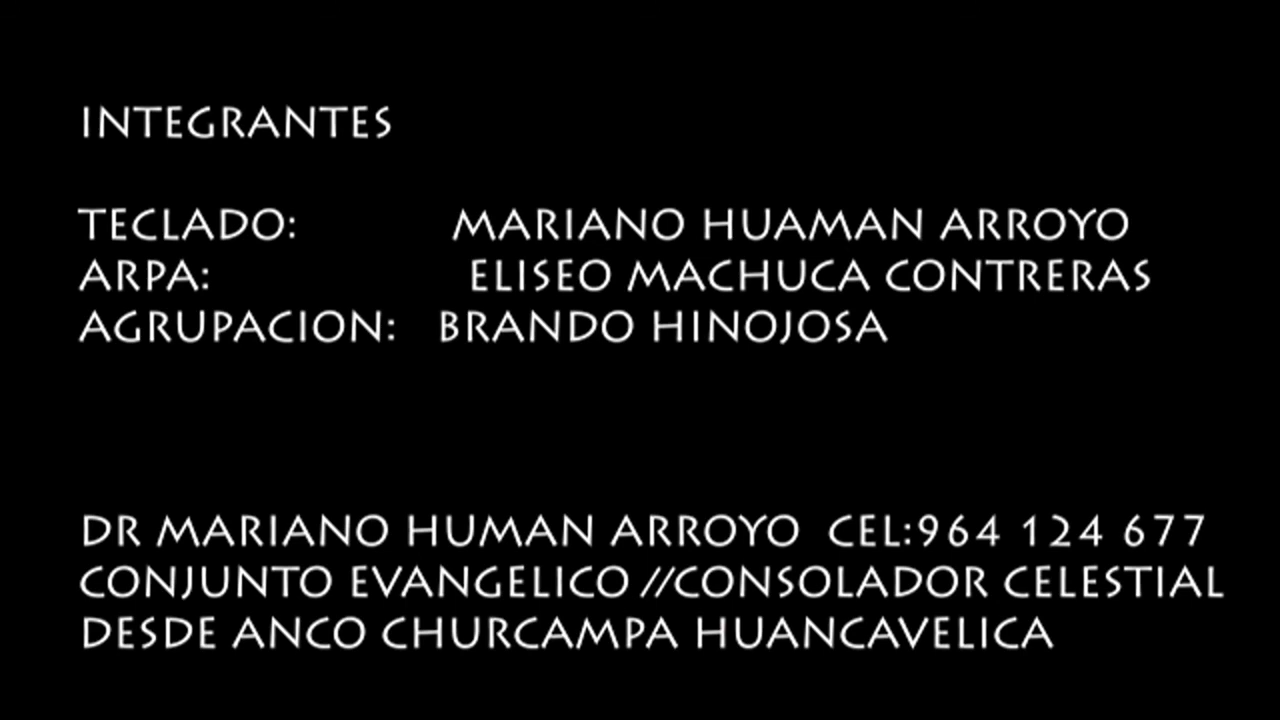 INTEGRANTES
TECLADO: MARIANO HUAMAN ARROYO
ARPA: ELISEO MACHUCA CONTRERAS
AGRUPACION: BRANDO HINOJOSA
DR MARIANO HUMAN ARROYO CEL:964 124 677
CONJUNTO EVANGELICO //CONSOLADOR CELESTIAL
DESDE ANCO CHURCAMPA HUANCAVELICA